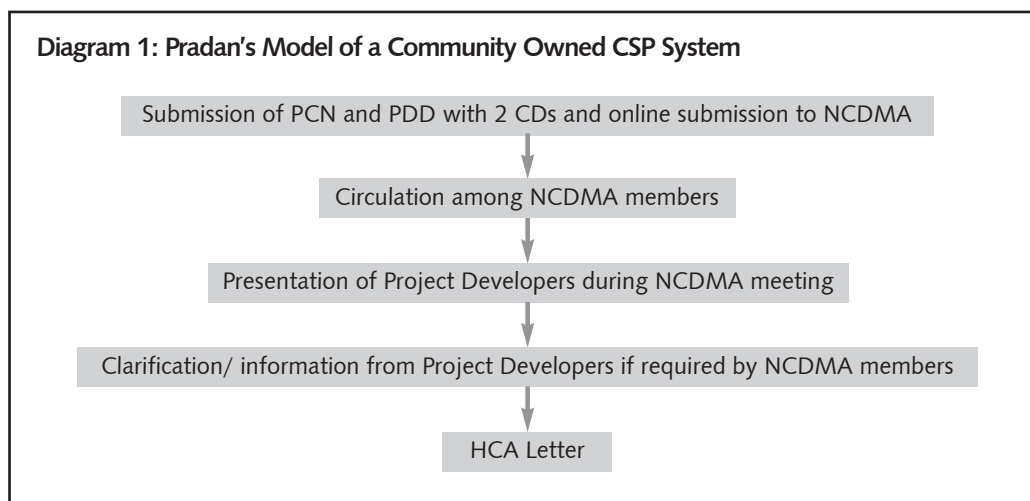 Diagram 1: Pradan's Model of a Community Owned CSP System
Submission of PCN and PDD with 2 CDs and online submission to NCDMA
Circulation among NCDMA members
Presentation of Project Developers during NCDMA meeting
Clarification/ information from Project Developers if required by NCDMA members
HCA Letter